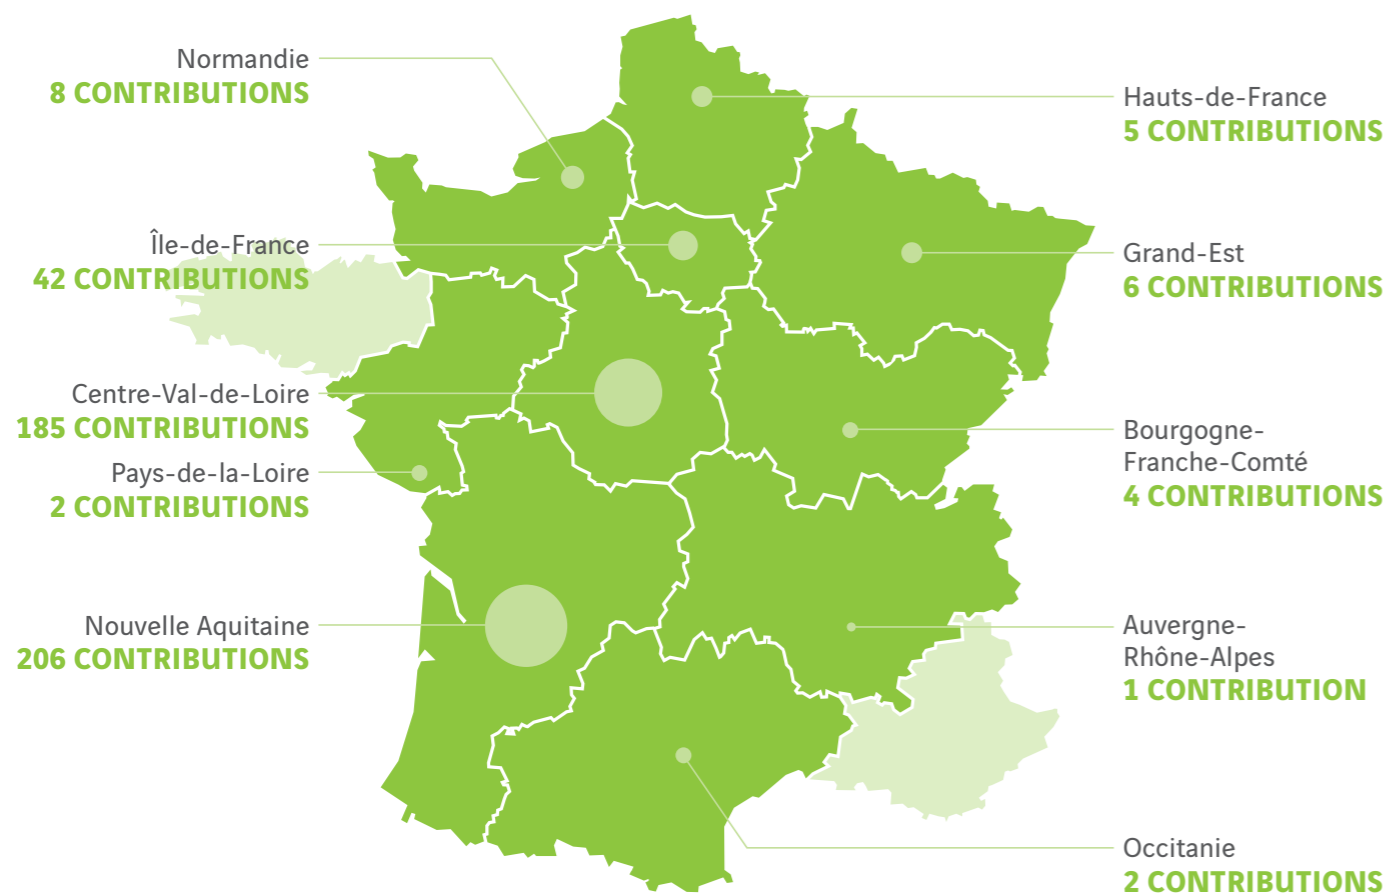 Normandie
8 CONTRIBUTIONS
Île-de-France
42 CONTRIBUTIONS
Centre-Val-de-Loire
185 CONTRIBUTIONS
Pays-de-la-Loire
2 CONTRIBUTIONS
Nouvelle Aquitaine
206 CONTRIBUTIONS
Hauts-de-France
5 CONTRIBUTIONS
Grand-Est
6 CONTRIBUTIONS
Bourgogne-
Franche-Comté
4 CONTRIBUTIONS
Auvergne-
Rhône-Alpes
1 CONTRIBUTION
Occitanie
2 CONTRIBUTIONS